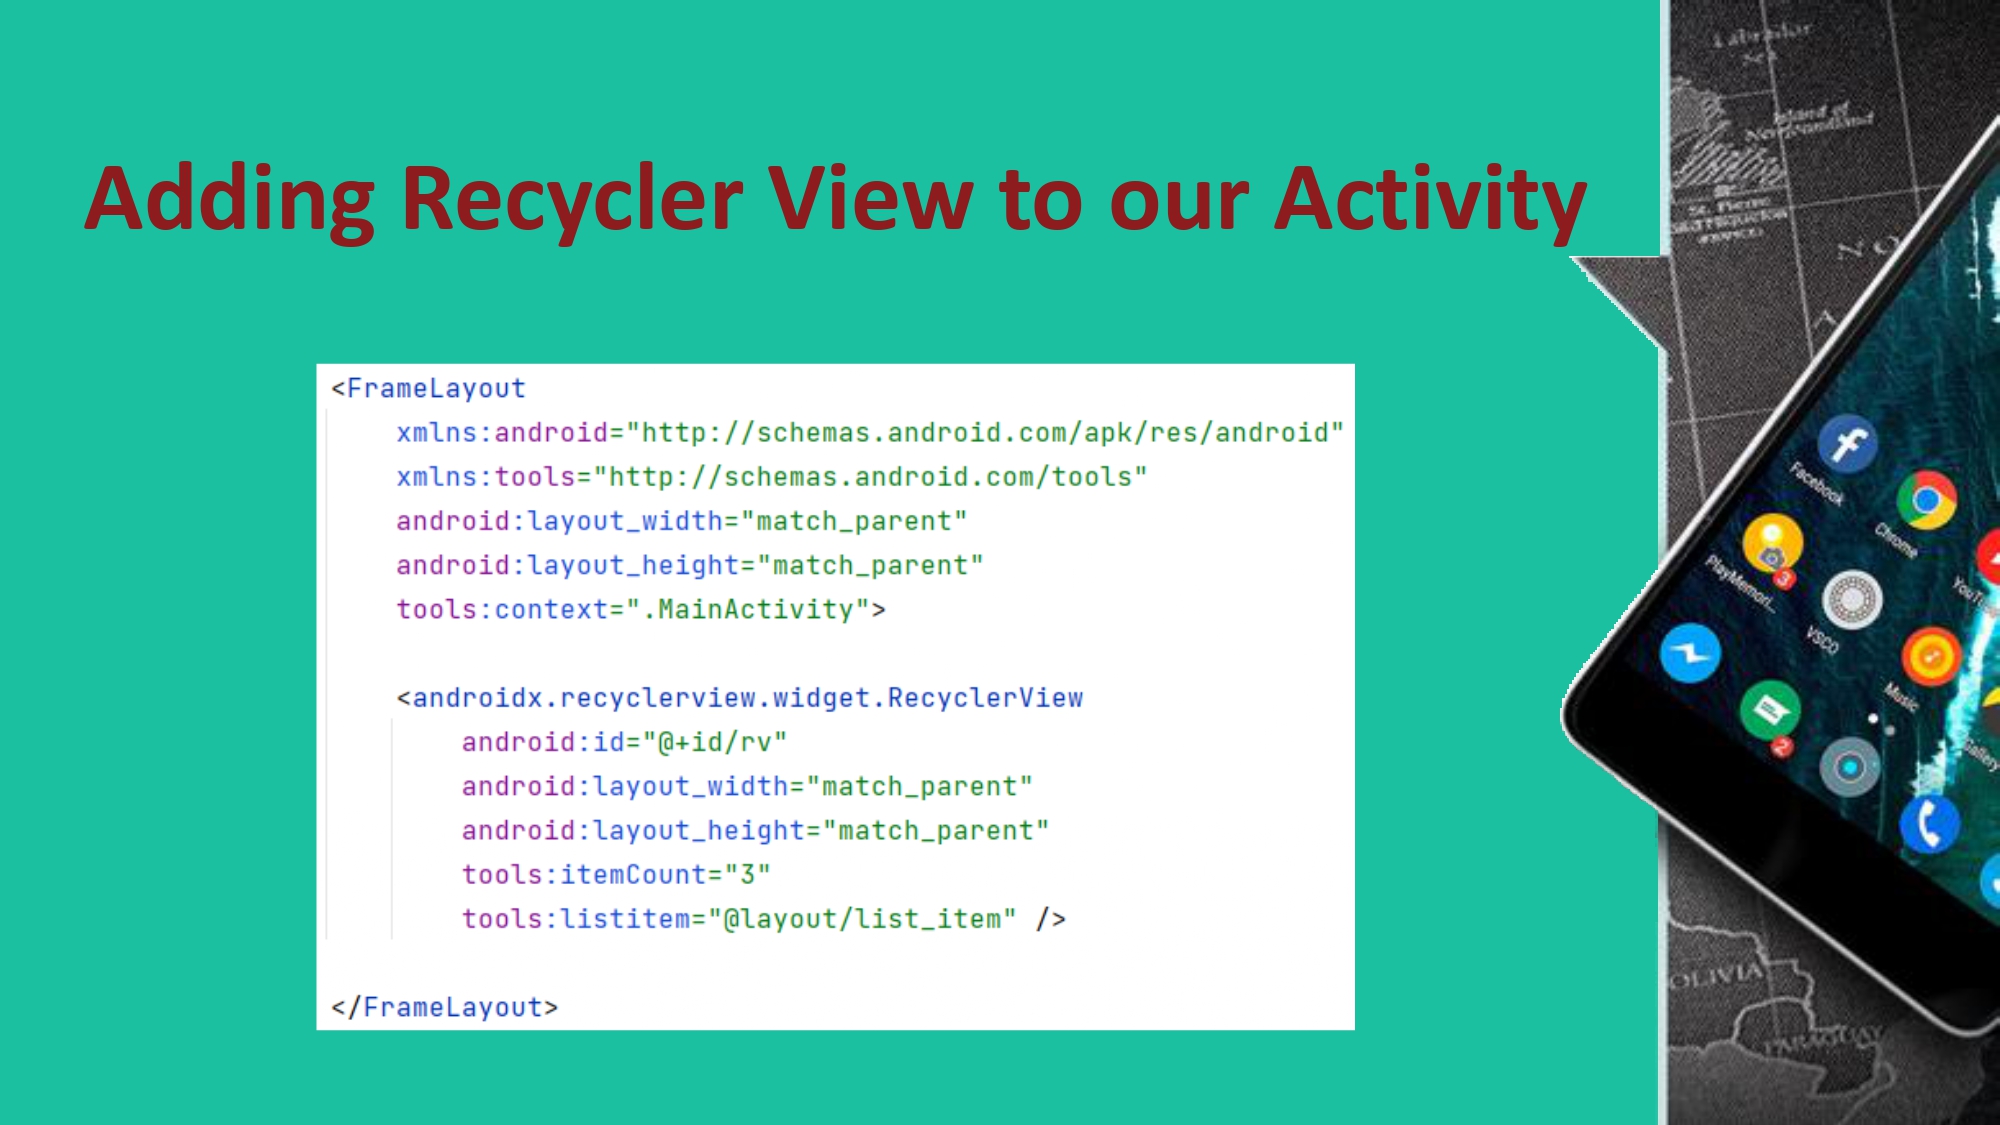 Adding Recycler View to our Activity
<FrameLayout
xmlns:android="http://schemas.android.com/apk/res/android"
xmlns:tools="http://schemas.android.com/tools"
android:layout_width="match_parent"
android:layout_height="match_parent"
tools:context=".MainActivity">
<androidx.recyclerview.widget.RecyclerView
android:id="@+id/rv"
android:layout_width="match_parent"
android:layout_height="match_parent"
tools:itemCount="3"
tools:listitem="@layout/list_item" />
</FrameLayout>
Labrador
Island of
Newfoundland
St. Pierre
(FRANCE)
Facebook
Chrome
PlayMemori...
3
VSCO
Music
2
Gallery
OLIVIA
PARAGUAY